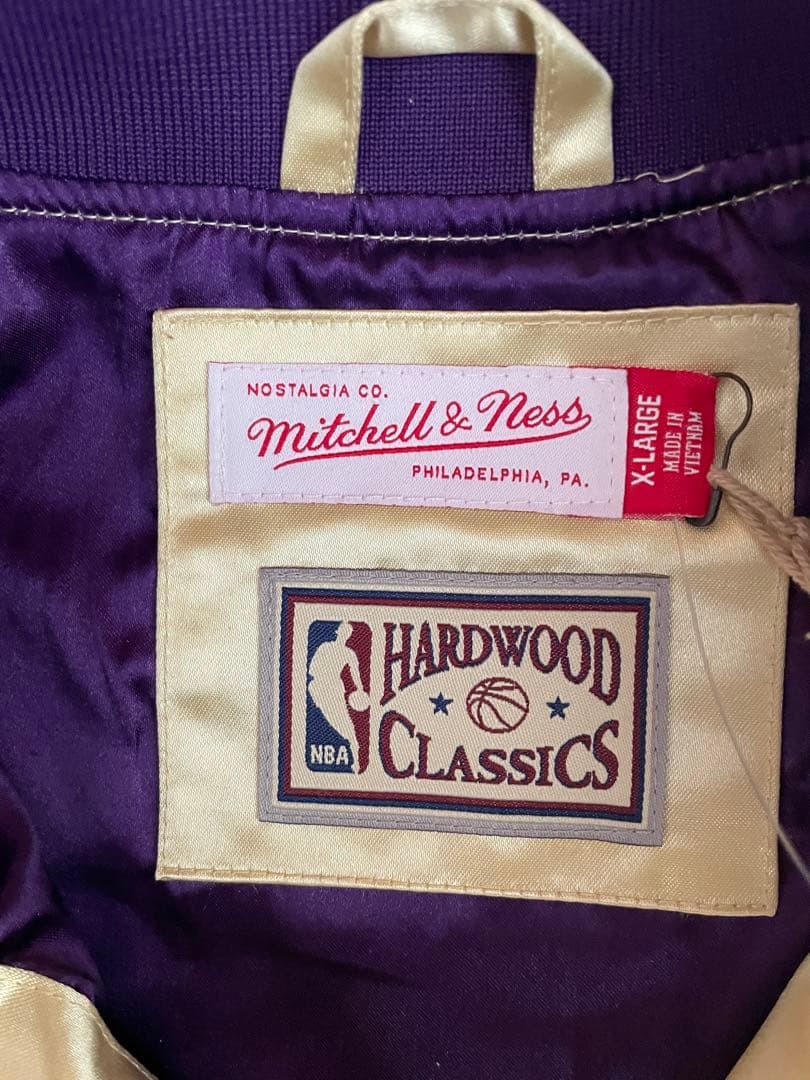 NOSTALGIA CO.
Mitchell & Ness
PHILADELPHIA, PA.
X-LARGE
MADE IN
VIETNAM
HARDWOOD
CLASSICS
NBA